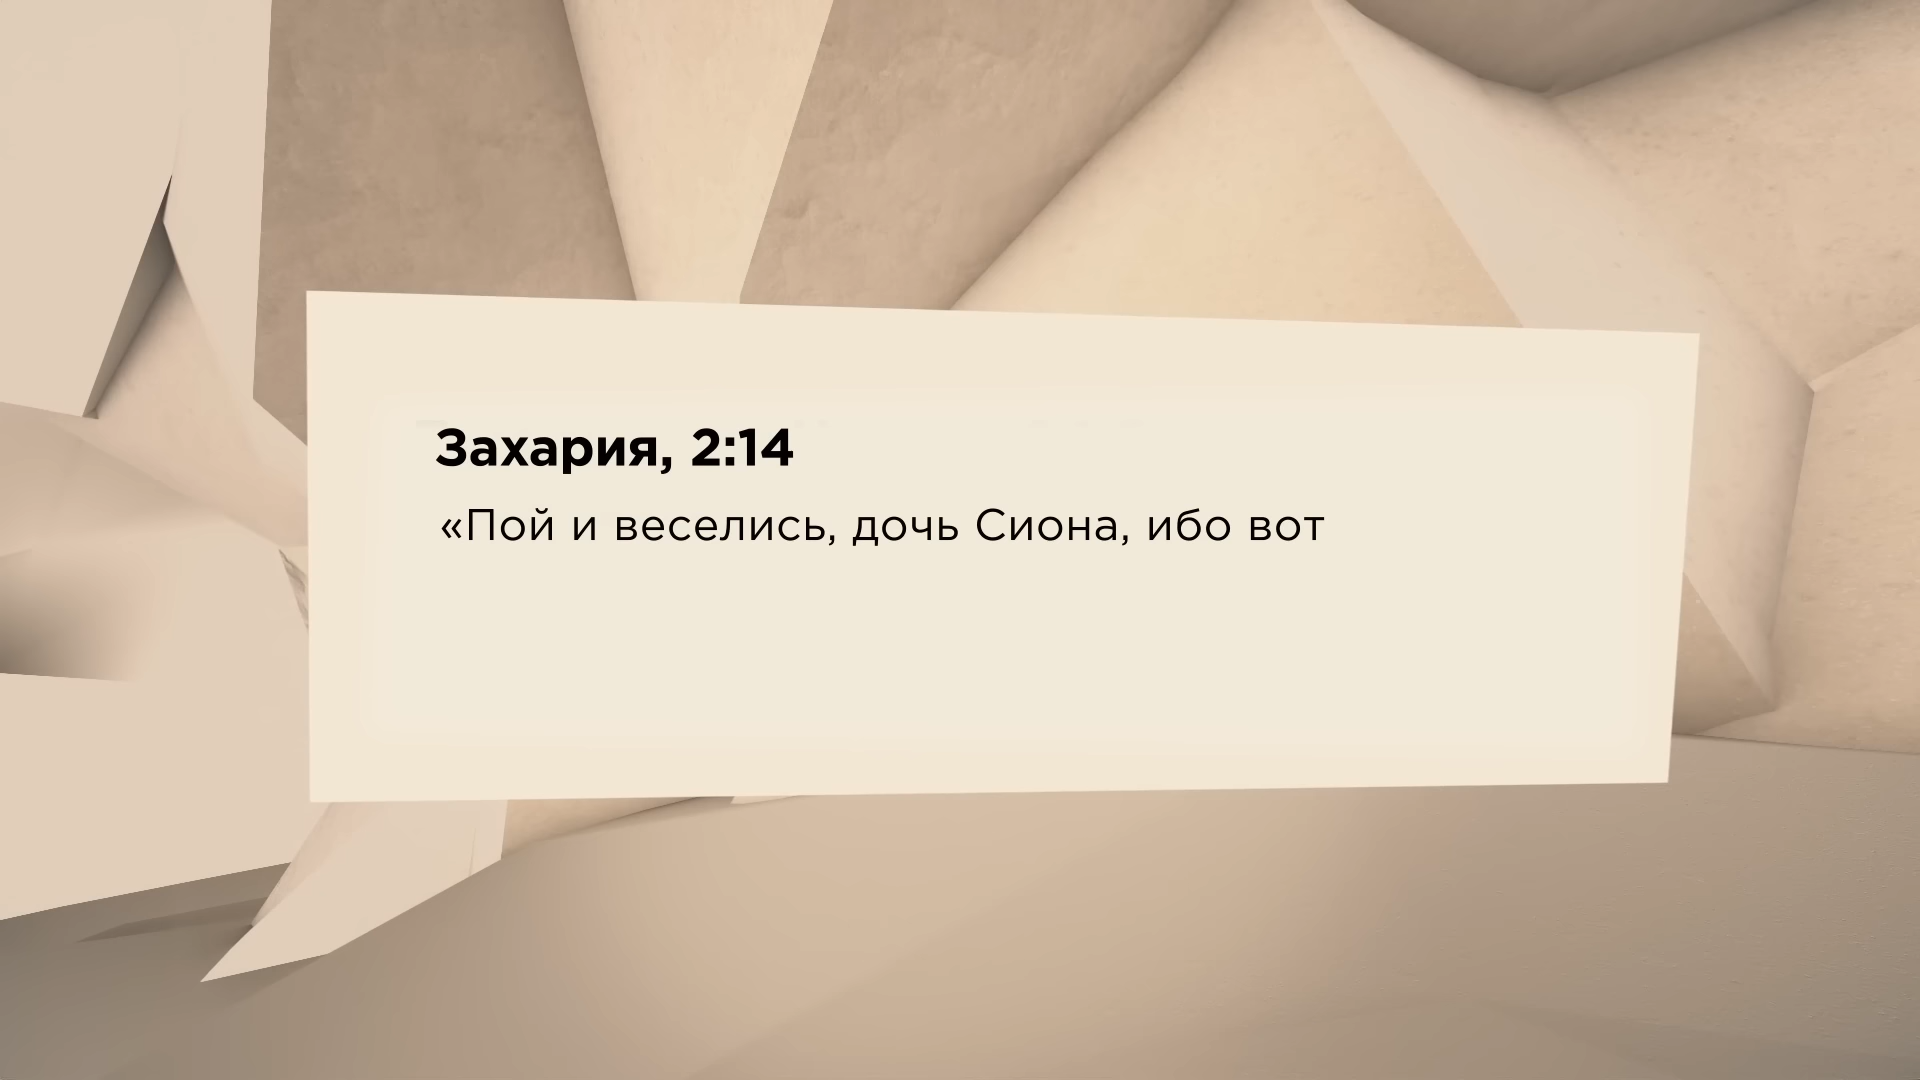 Захария, 2:14
«Пой и веселись, дочь Сиона, ибо вот